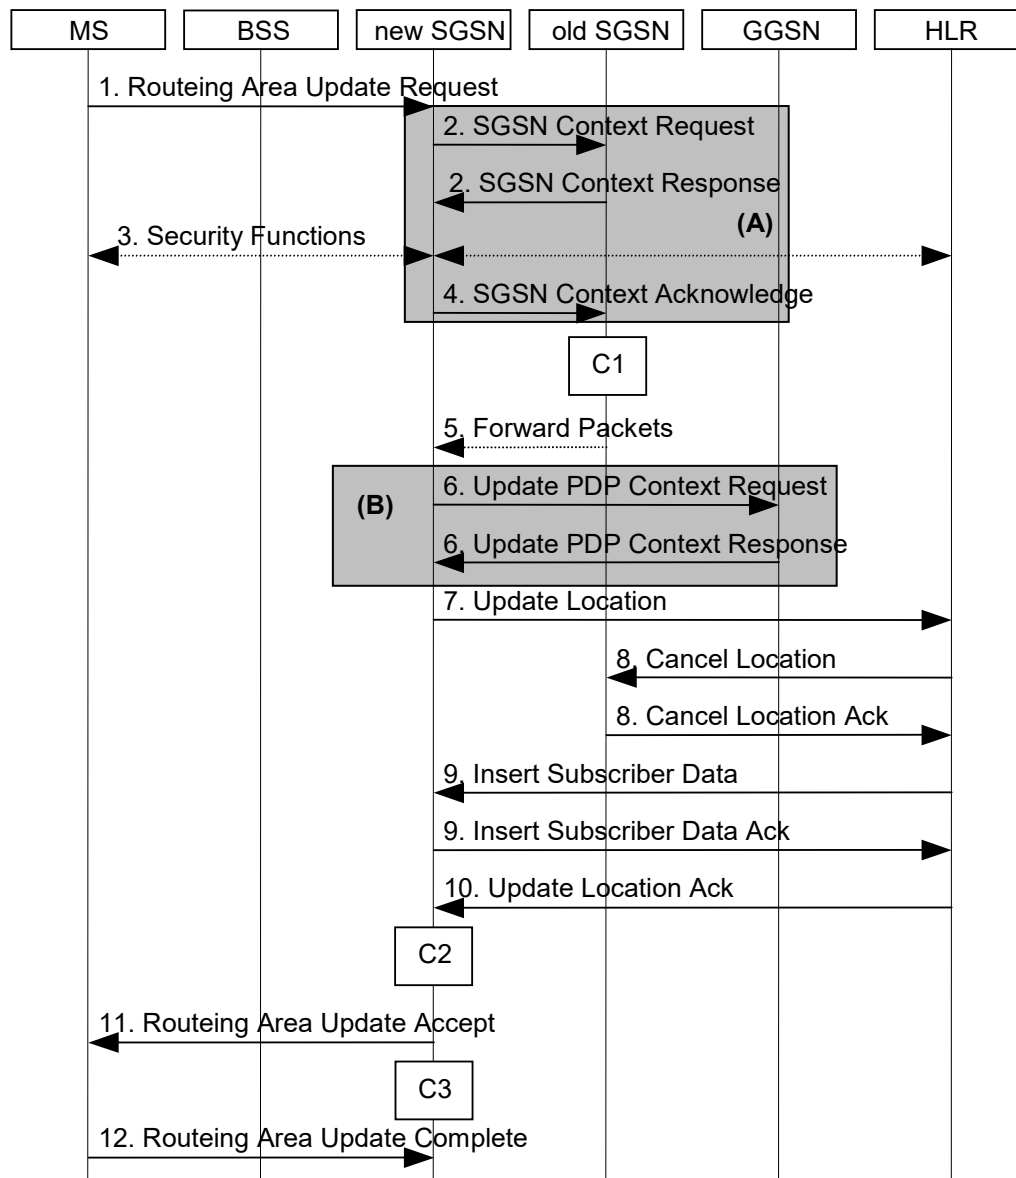 MS
BSS
new SGSN
old SGSN
GGSN
HLR
1. Routeing Area Update Request
2. SGSN Context Request
2. SGSN Context Response
(A)
3. Security Functions
4. SGSN Context Acknowledge
C1
5. Forward Packets
6. Update PDP Context Request
(B)
6. Update PDP Context Response
7. Update Location
8. Cancel Location
8. Cancel Location Ack
9. Insert Subscriber Data
9. Insert Subscriber Data Ack
10. Update Location Ack
C2
11. Routeing Area Update Accept
C3
12. Routeing Area Update Complete